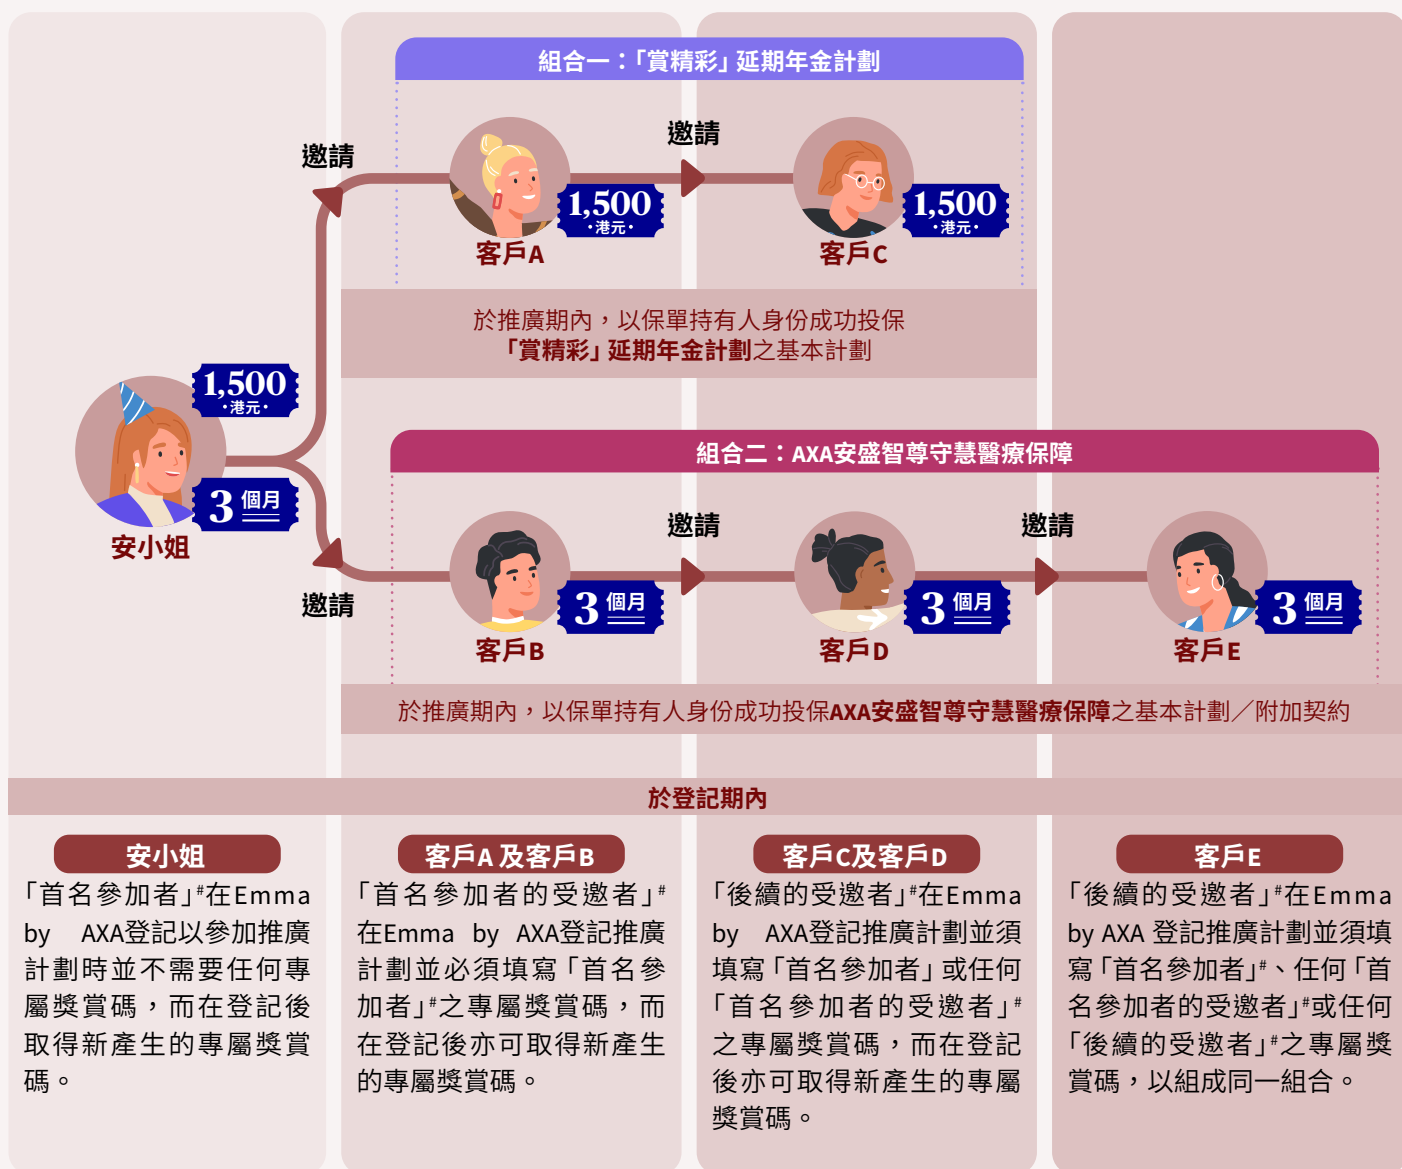 組合一：「賞精彩」延期年金計劃
邀請
邀請
1,500
•港元•
客戶A
1,500
•港元•
客戶C
於推廣期內，以保單持有人身份成功投保
「賞精彩」延期年金計劃之基本計劃
1,500
•港元•
3 個月
安小姐
組合二：AXA安盛智尊守慧醫療保障
邀請
邀請
邀請
3 個月
客戶B
3 個月
客戶D
3 個月
客戶E
於推廣期內，以保單持有人身份成功投保AXA安盛智尊守慧醫療保障之基本計劃／附加契約
於登記期內
安小姐
「首名參加者」#在Emma
by AXA登記以參加推廣
計劃時並不需要任何專
屬獎賞碼，而在登記後
取得新產生的專屬獎賞
碼。
客戶A 及客戶B
「首名參加者的受邀者」#
在Emma by AXA登記推廣
計劃並必須填寫「首名參
加者」#之專屬獎賞碼，而
在登記後亦可取得新產生
的專屬獎賞碼。
客戶C及客戶D
「後續的受邀者」#在Emma
by AXA登記推廣計劃並須
填寫「首名參加者」或任何
「首名參加者的受邀者」#
之專屬獎賞碼，而在登記
後亦可取得新產生的專屬
獎賞碼。
客戶E
「後續的受邀者」#在Emma
by AXA 登記推廣計劃並須填
寫「首名參加者」#、任何「首
名參加者的受邀者」#或任何
「後續的受邀者」#之專屬獎
賞碼，以組成同一組合。